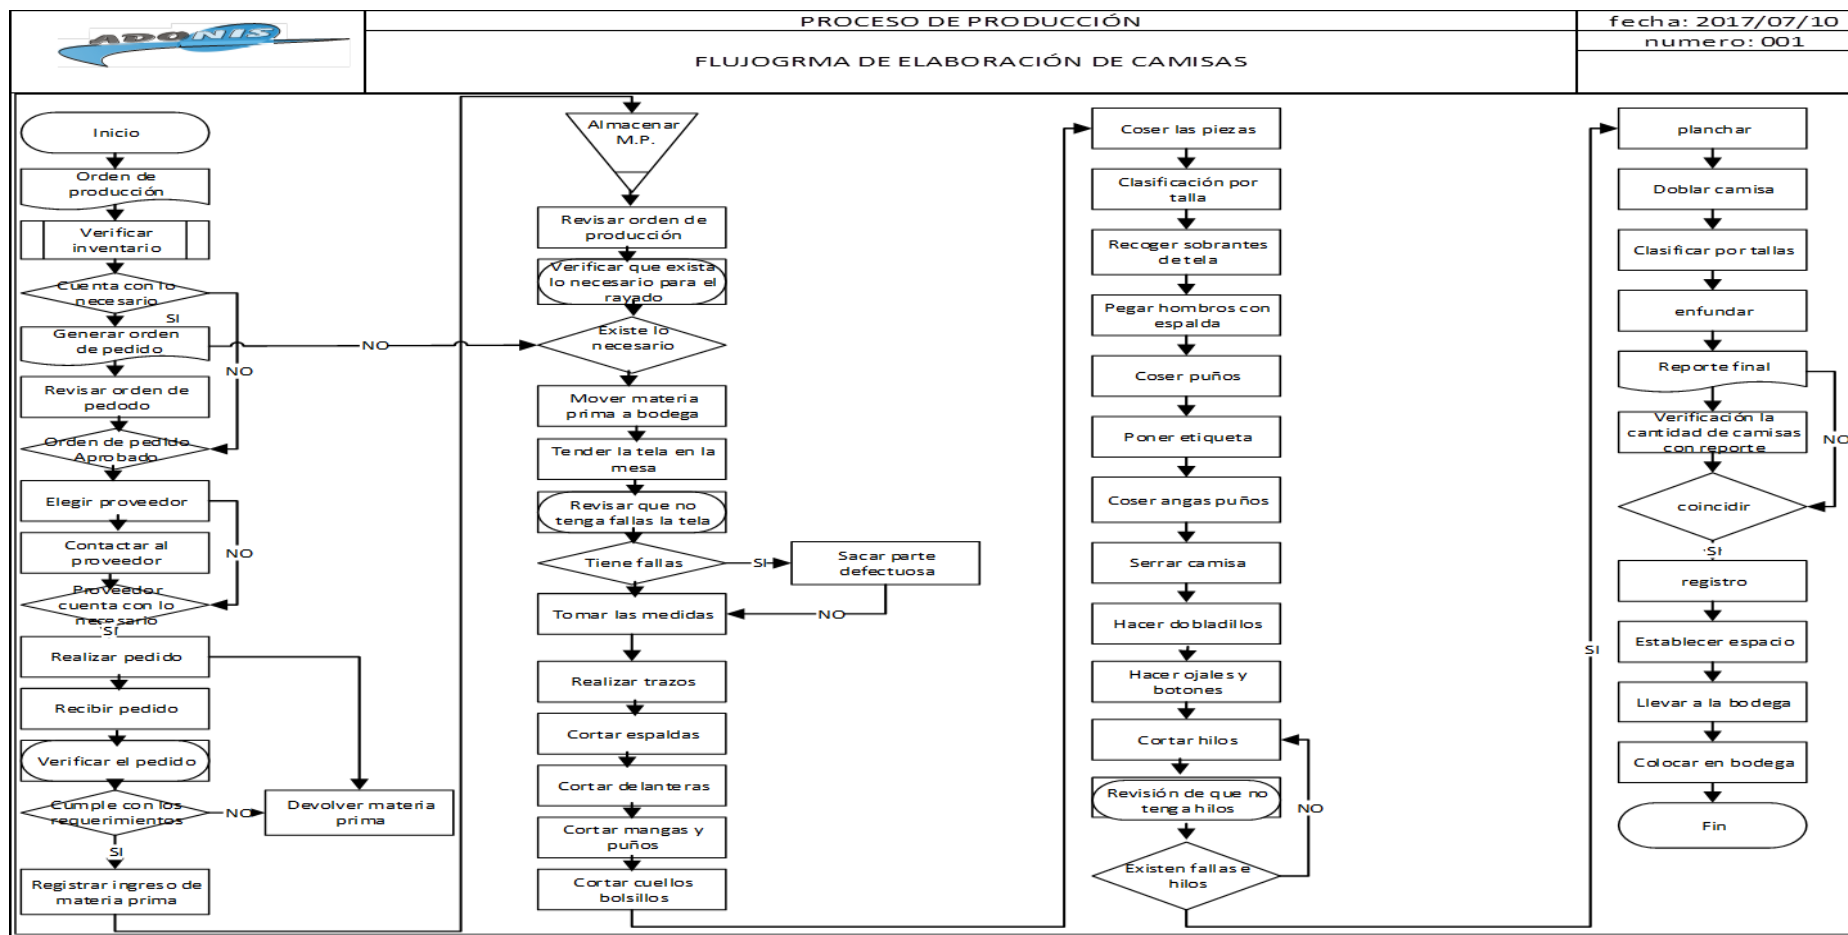 ADONIS
PROCESO DE PRODUCCIÓN
FLUJOGRMA DE ELABORACIÓN DE CAMISAS
fecha: 2017/07/10
numero: 001
Inicio
Orden de
producción
Verificar
inventario
Cuenta con lo
necesario
SI
NO
Generar orden
de pedido
NO
Revisar orden de
pedodo
Orden de pedido
Aprobado
Elegir proveedor
NO
Contactar al
proveedor
Proveedor
cuenta con lo
necesario
SI
Realizar pedido
Recibir pedido
Verificar el pedido
Cumple con los
requerimientos
NO
Devolver materia
prima
SI
Registrar ingreso de
materia prima
Almacenar
M.P.
Revisar orden de
producción
Verificar que exista
lo necesario para el
rayado
Existe lo
necesario
Mover materia
prima a bodega
Tender la tela en la
mesa
Revisar que no
tenga fallas la tela
Tiene fallas
SI
Sacar parte
defectuosa
NO
Tomar las medidas
Realizar trazos
Cortar espaldas
Cortar delanteras
Cortar mangas y
puños
Cortar cuellos
bolsillos
Coser las piezas
Clasificación por
talla
Recoger sobrantes
de tela
Pegar hombros con
espalda
Coser puños
Poner etiqueta
Coser angas puños
Serrar camisa
Hacer dobladillos
Hacer ojales y
botones
Cortar hilos
Revisión de que no
tenga hilos
NO
Existen fallas e
hilos
SI
planchar
Doblar camisa
Clasificar por tallas
enfundar
Reporte final
Verificación la
cantidad de camisas
con reporte
NO
coincidir
SI
registro
Establecer espacio
Llevar a la bodega
Colocar en bodega
Fin